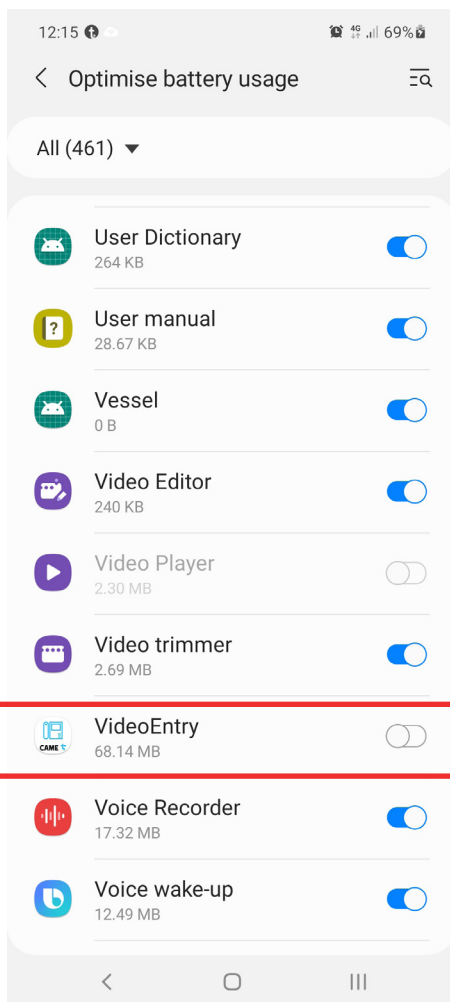 12:15
4G 69%
Optimise battery usage
All (461)
User Dictionary
264 KB
?
User manual
28.67 KB
Vessel
0 B
Video Editor
240 KB
Video Player
2.30 MB
Video trimmer
2.69 MB
CAME
VideoEntry
68.14 MB
Voice Recorder
17.32 MB
Voice wake-up
12.49 MB